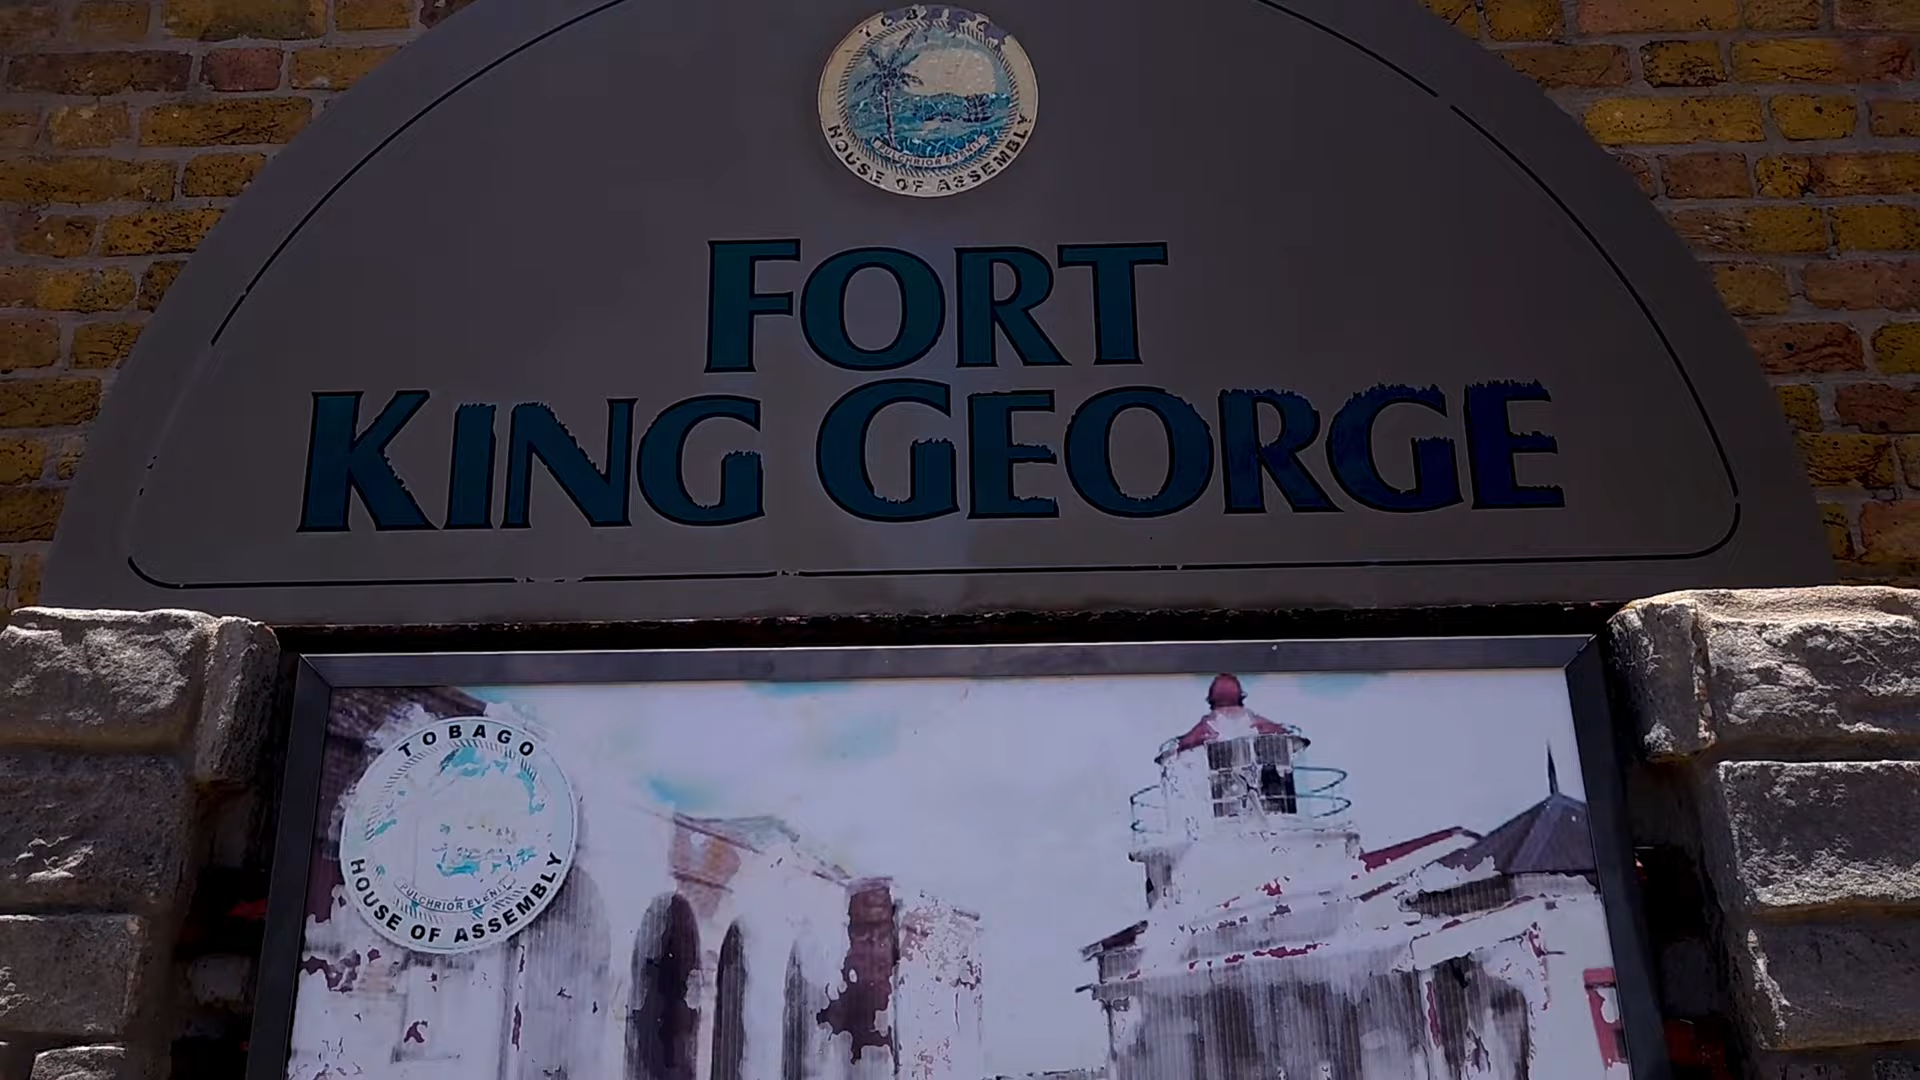 TOBAGO
HOUSE OF ASSEMBLY
PULCHRIOR EVENIT
FORT
KING GEORGE
TOBAGO
HOUSE OF ASSEMBLY
PULCHRIOR EVENIT